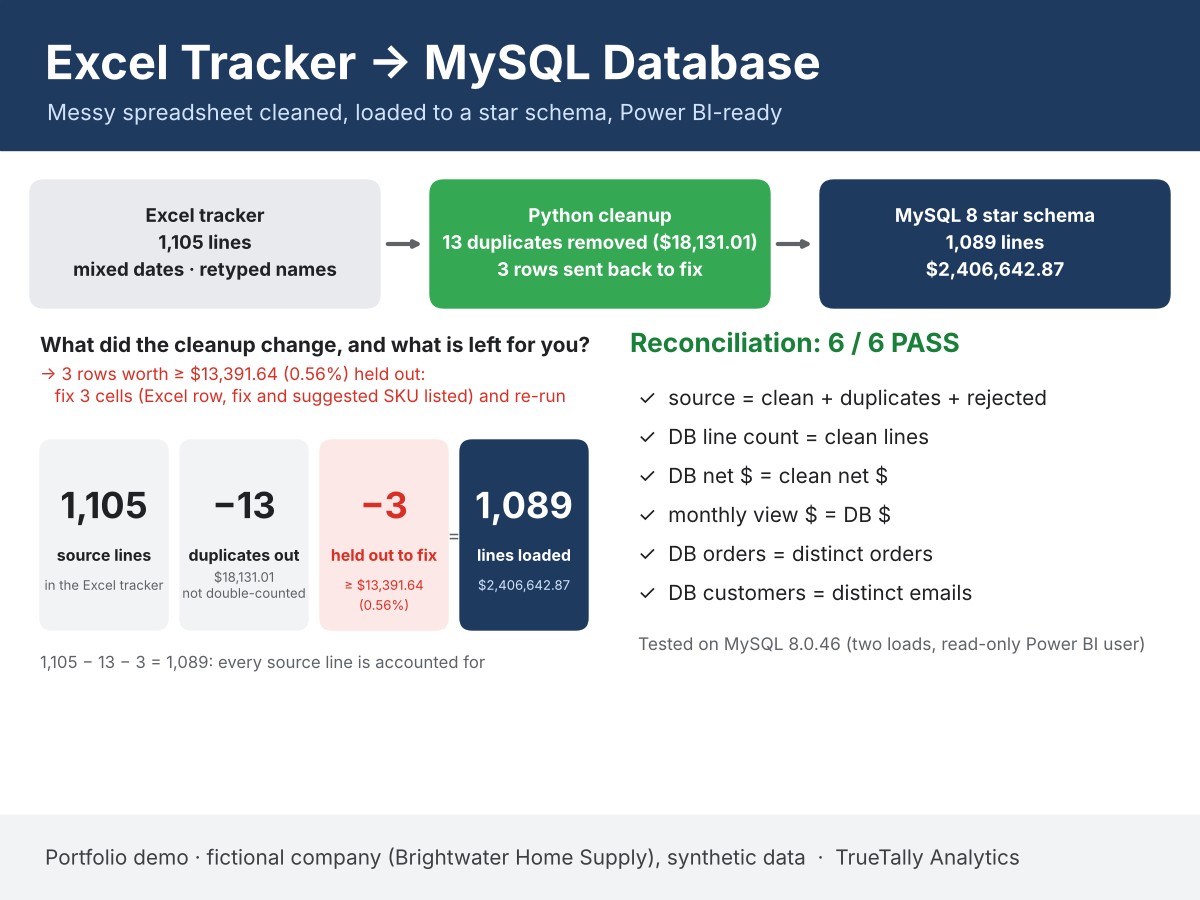 Excel Tracker → MySQL Database
Messy spreadsheet cleaned, loaded to a star schema, Power BI-ready
Excel tracker
1,105 lines
mixed dates · retyped names
Python cleanup
13 duplicates removed ($18,131.01)
3 rows sent back to fix
MySQL 8 star schema
1,089 lines
$2,406,642.87
What did the cleanup change, and what is left for you?
→ 3 rows worth ≥ $13,391.64 (0.56%) held out:
fix 3 cells (Excel row, fix and suggested SKU listed) and re-run
1,105
source lines
in the Excel tracker
−13
duplicates out
$18,131.01
not double-counted
−3
held out to fix
≥ $13,391.64
(0.56%)
=
1,089
lines loaded
$2,406,642.87
1,105 − 13 − 3 = 1,089: every source line is accounted for
Reconciliation: 6 / 6 PASS
✓ source = clean + duplicates + rejected
✓ DB line count = clean lines
✓ DB net $ = clean net $
✓ monthly view $ = DB $
✓ DB orders = distinct orders
✓ DB customers = distinct emails
Tested on MySQL 8.0.46 (two loads, read-only Power BI user)
Portfolio demo · fictional company (Brightwater Home Supply), synthetic data · TrueTally Analytics